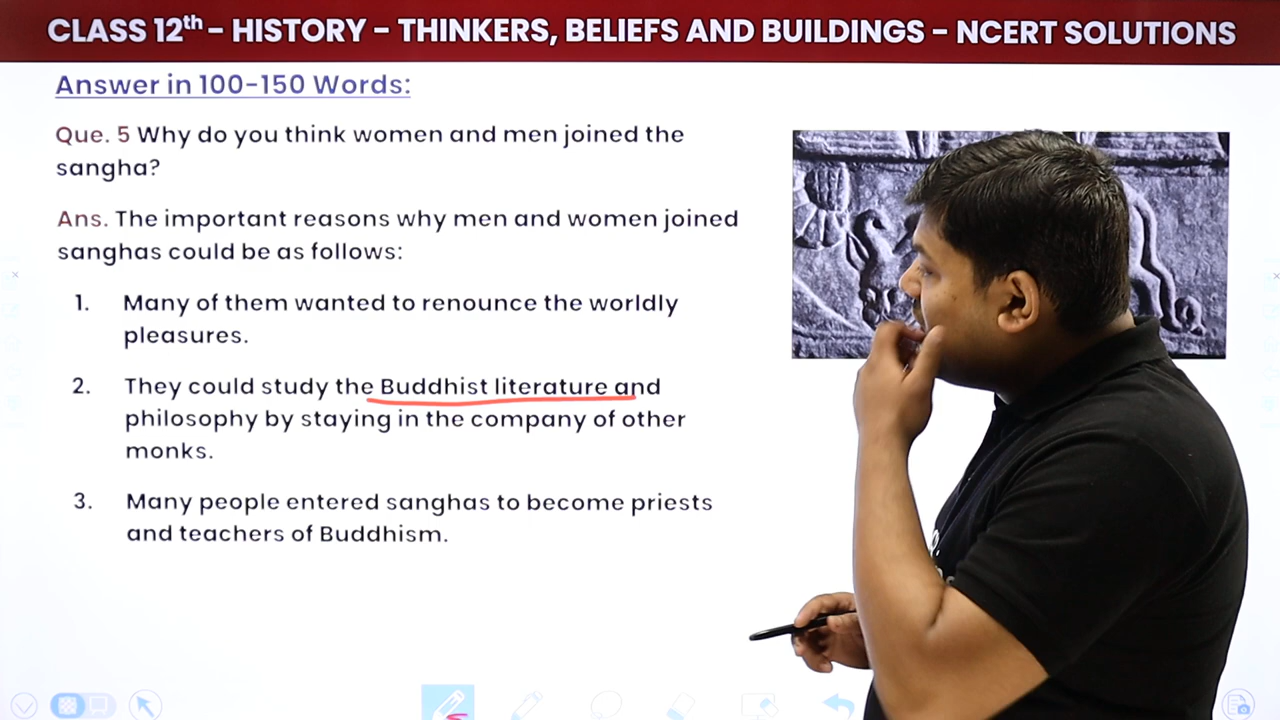 CLASS 12th – HISTORY – THINKERS, BELIEFS AND BUILDINGS – NCERT SOLUTIONS
Answer in 100-150 Words:
Que. 5 Why do you think women and men joined the
sangha?
Ans. The important reasons why men and women joined
sanghas could be as follows:
1. Many of them wanted to renounce the worldly
pleasures.
2. They could study the Buddhist literature and
philosophy by staying in the company of other
monks.
3. Many people entered sanghas to become priests
and teachers of Buddhism.